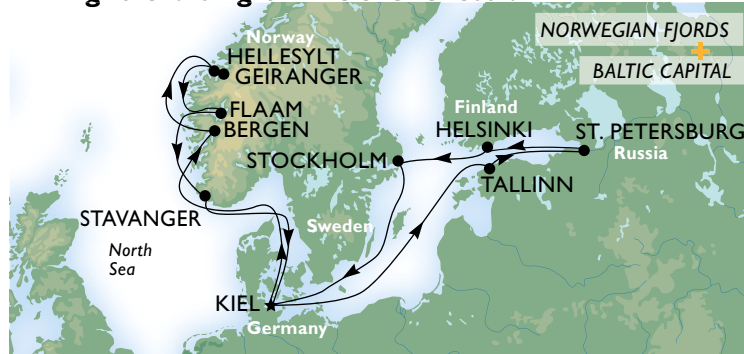 NORWEGIAN FJORDS
+
BALTIC CAPITAL
Norway
HELLESYLT
GEIRANGER
FLAAM
BERGEN
Finland
HELSINKI
ST. PETERSBURG
Russia
STOCKHOLM
TALLINN
STAVANGER
Sweden
North
Sea
KIEL
Germany